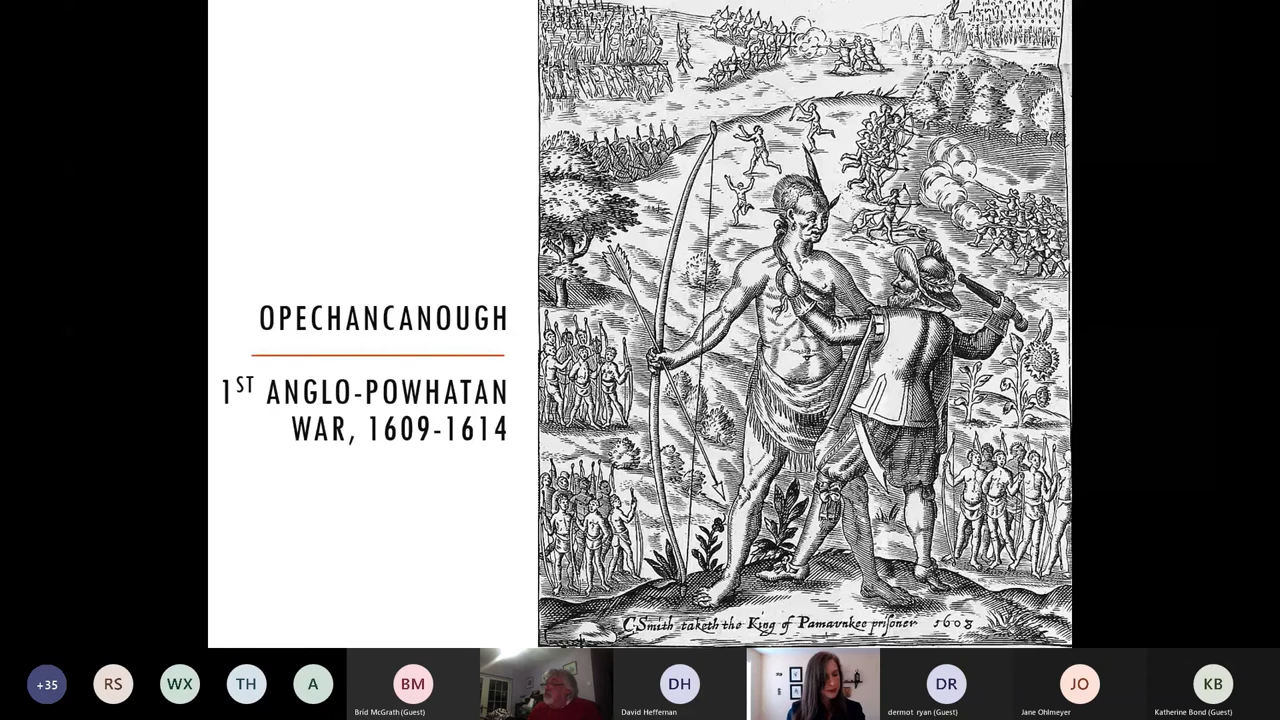 OPECHANCANOUGH
1ST ANGLO-POWHATAN
WAR, 1609-1614
C.Smith taketh the King of Pamavnkee prisoner 1608
+35
RS
WX
TH
A
BM
Brid McGrath (Guest)
DH
David Heffernan
DR
dermot ryan (Guest)
JO
Jane Ohlmeyer
KB
Katherine Bond (Guest)